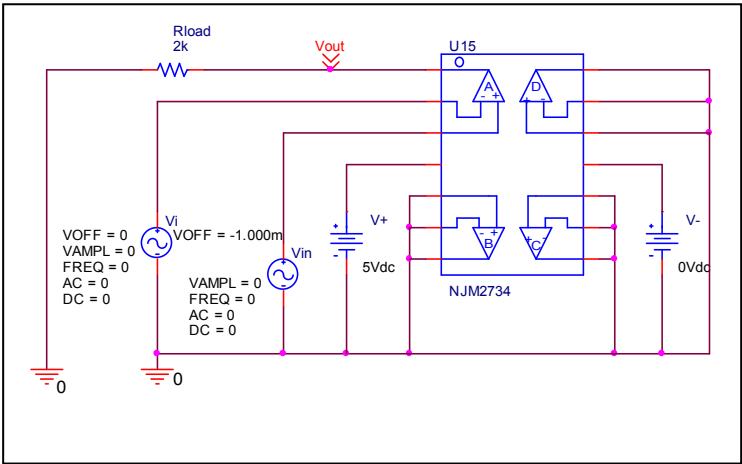 Rload
2k
Vout
U15
A
- +
D
+ -
Vi
VOFF = 0
VAMPL = 0
FREQ = 0
AC = 0
DC = 0
VOFF = -1.000m
Vin
VAMPL = 0
FREQ = 0
AC = 0
DC = 0
V+
+
-
5Vdc
- +
B
+ -
C
NJM2734
V-
+
-
0Vdc
0
0